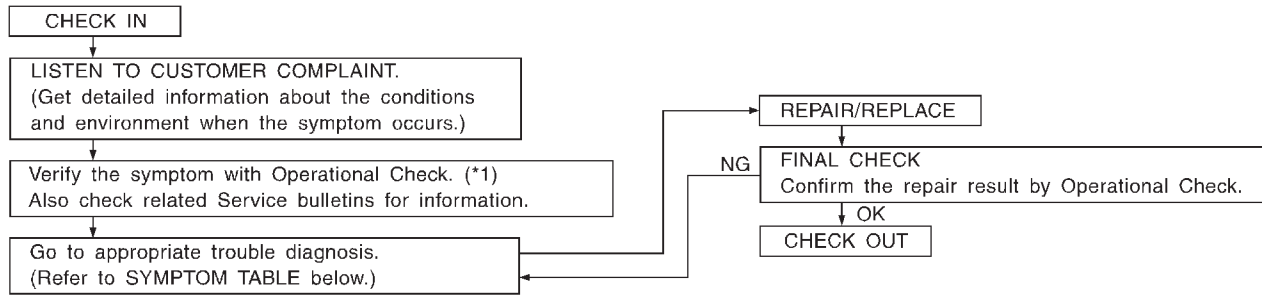 CHECK IN
LISTEN TO CUSTOMER COMPLAINT.
(Get detailed information about the conditions
and environment when the symptom occurs.)
Verify the symptom with Operational Check. (*1)
Also check related Service bulletins for information.
Go to appropriate trouble diagnosis.
(Refer to SYMPTOM TABLE below.)
REPAIR/REPLACE
NG
FINAL CHECK
Confirm the repair result by Operational Check.
OK
CHECK OUT